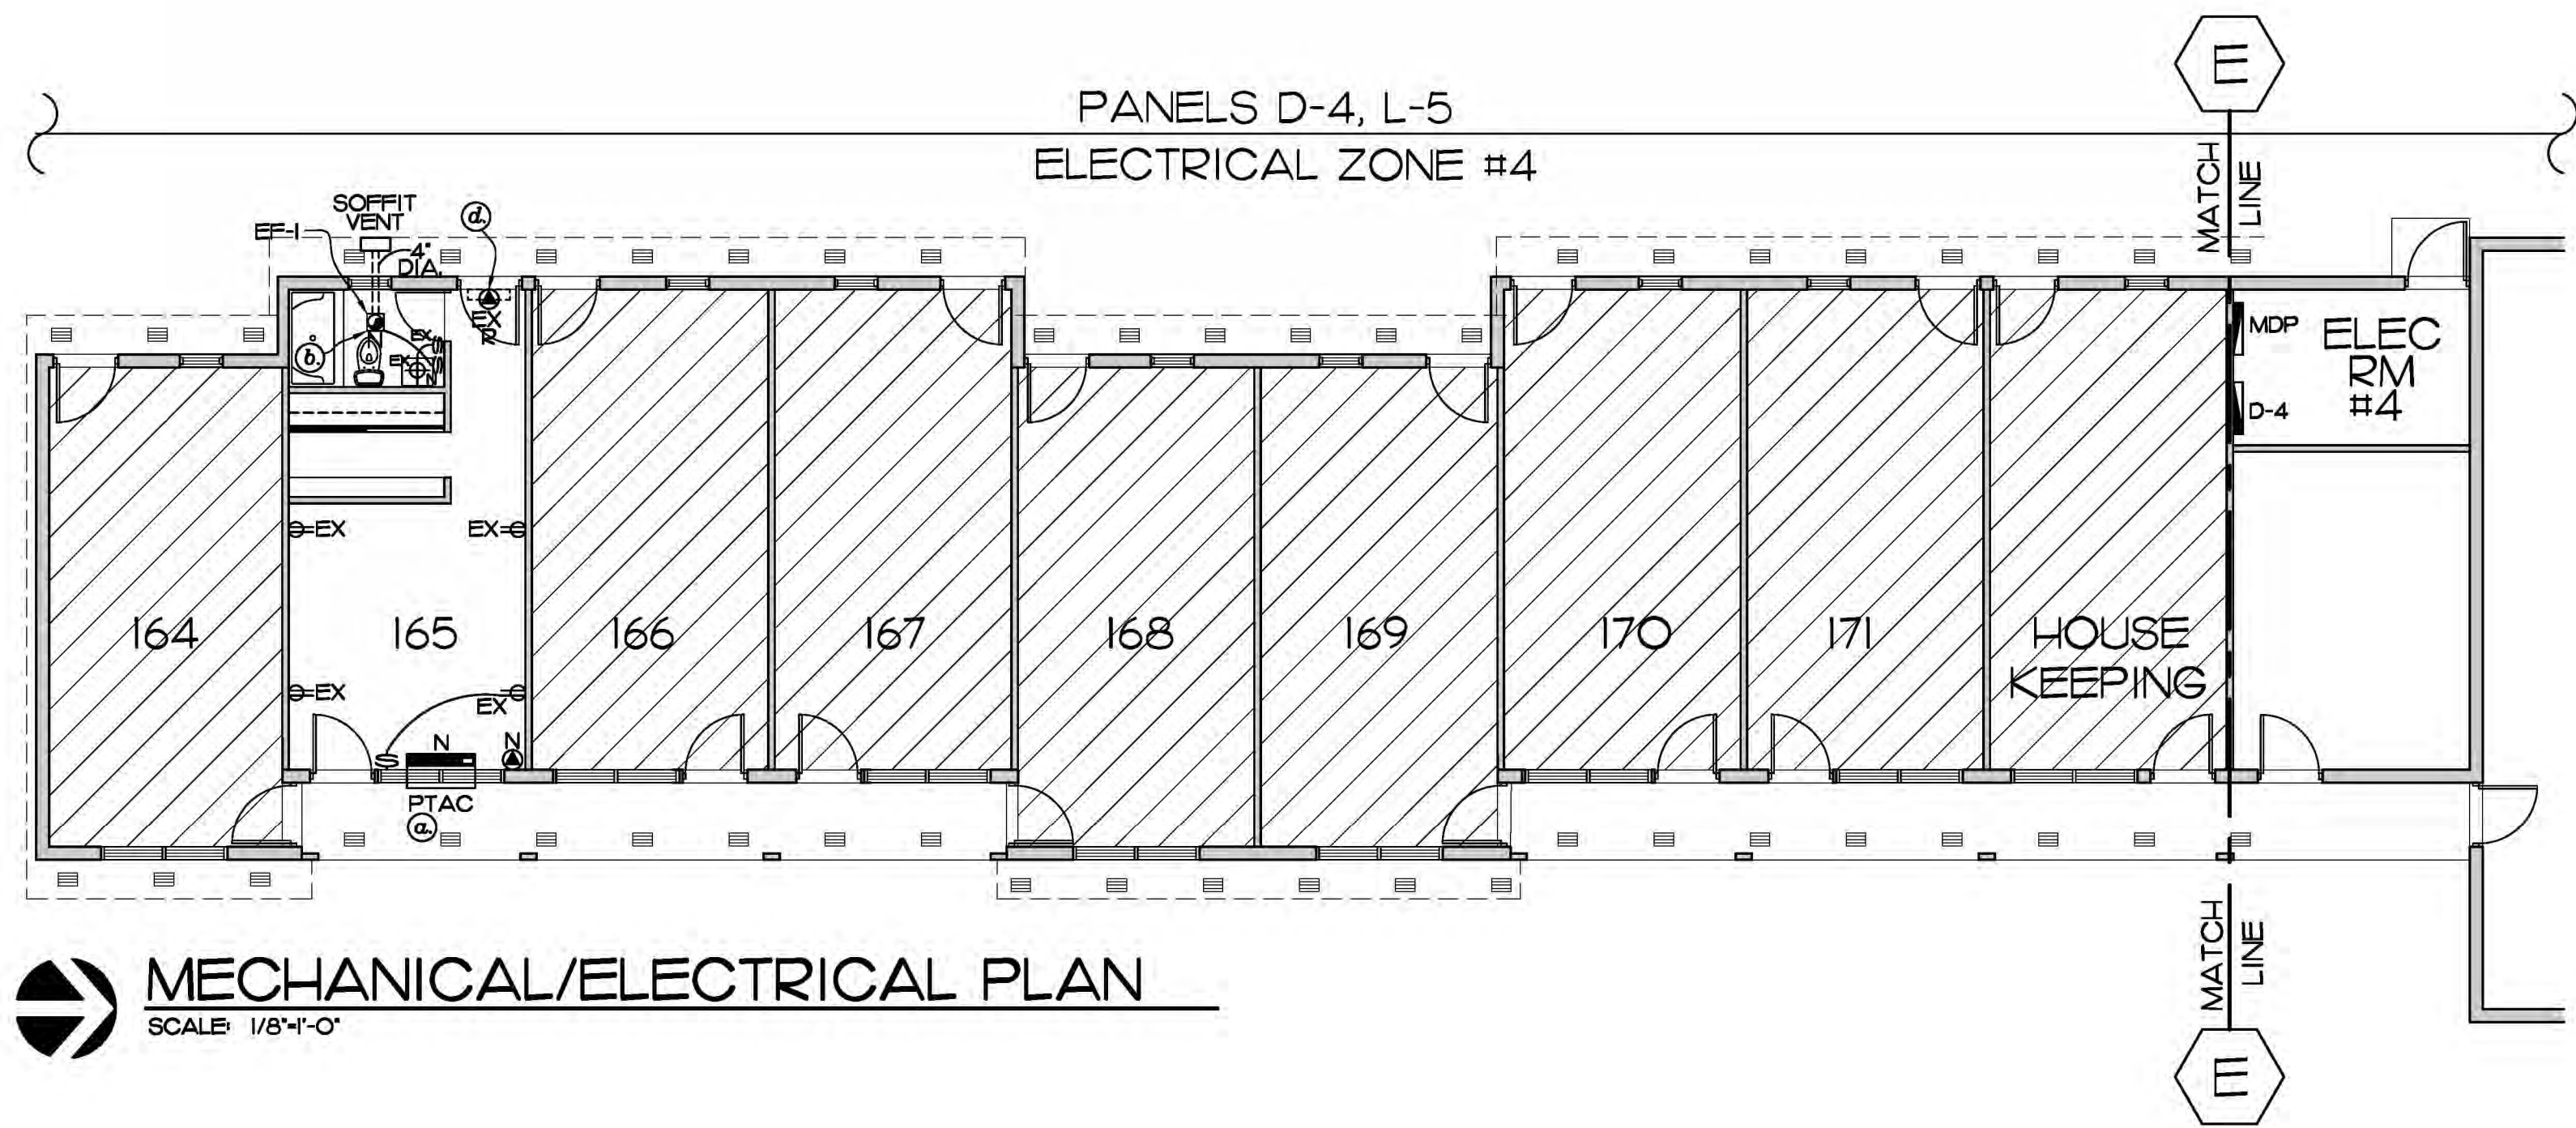 E
PANELS D-4, L-5
ELECTRICAL ZONE #4
MATCH
LINE
SOFFIT
VENT
d.
EF-1
4"
DIA.
EX
R
EX
b.
EX
N
MDP
ELEC
RM
#4
D-4
EX
EX
164
165
166
167
168
169
170
171
HOUSE
KEEPING
EX
EX
S
N
N
PTAC
a.
MATCH
LINE
MECHANICAL/ELECTRICAL PLAN
SCALE: 1/8"=1'-0"
E